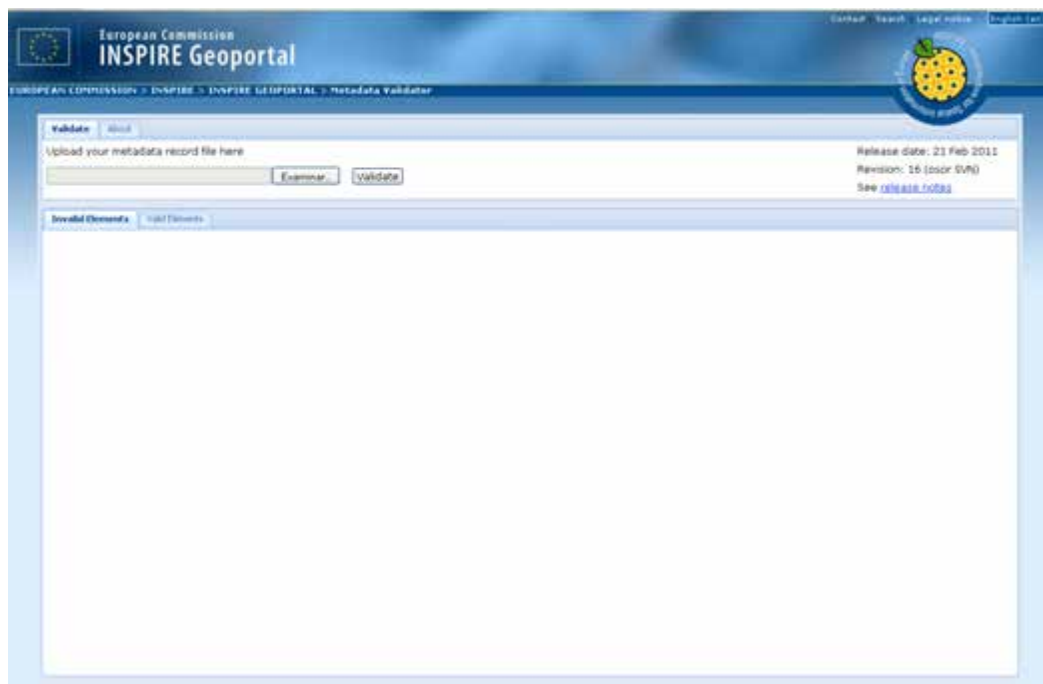 Contact Search Legal notice English (en)
European Commission
INSPIRE Geoportal
EUROPEAN COMMISSION > INSPIRE > INSPIRE GEOPORTAL > Metadata Validator
Validate About
Upload your metadata record file here
Examinar... Validate
Release date: 21 Feb 2011
Revision: 16 (osor SVN)
See release notes
Invalid Elements Valid Elements